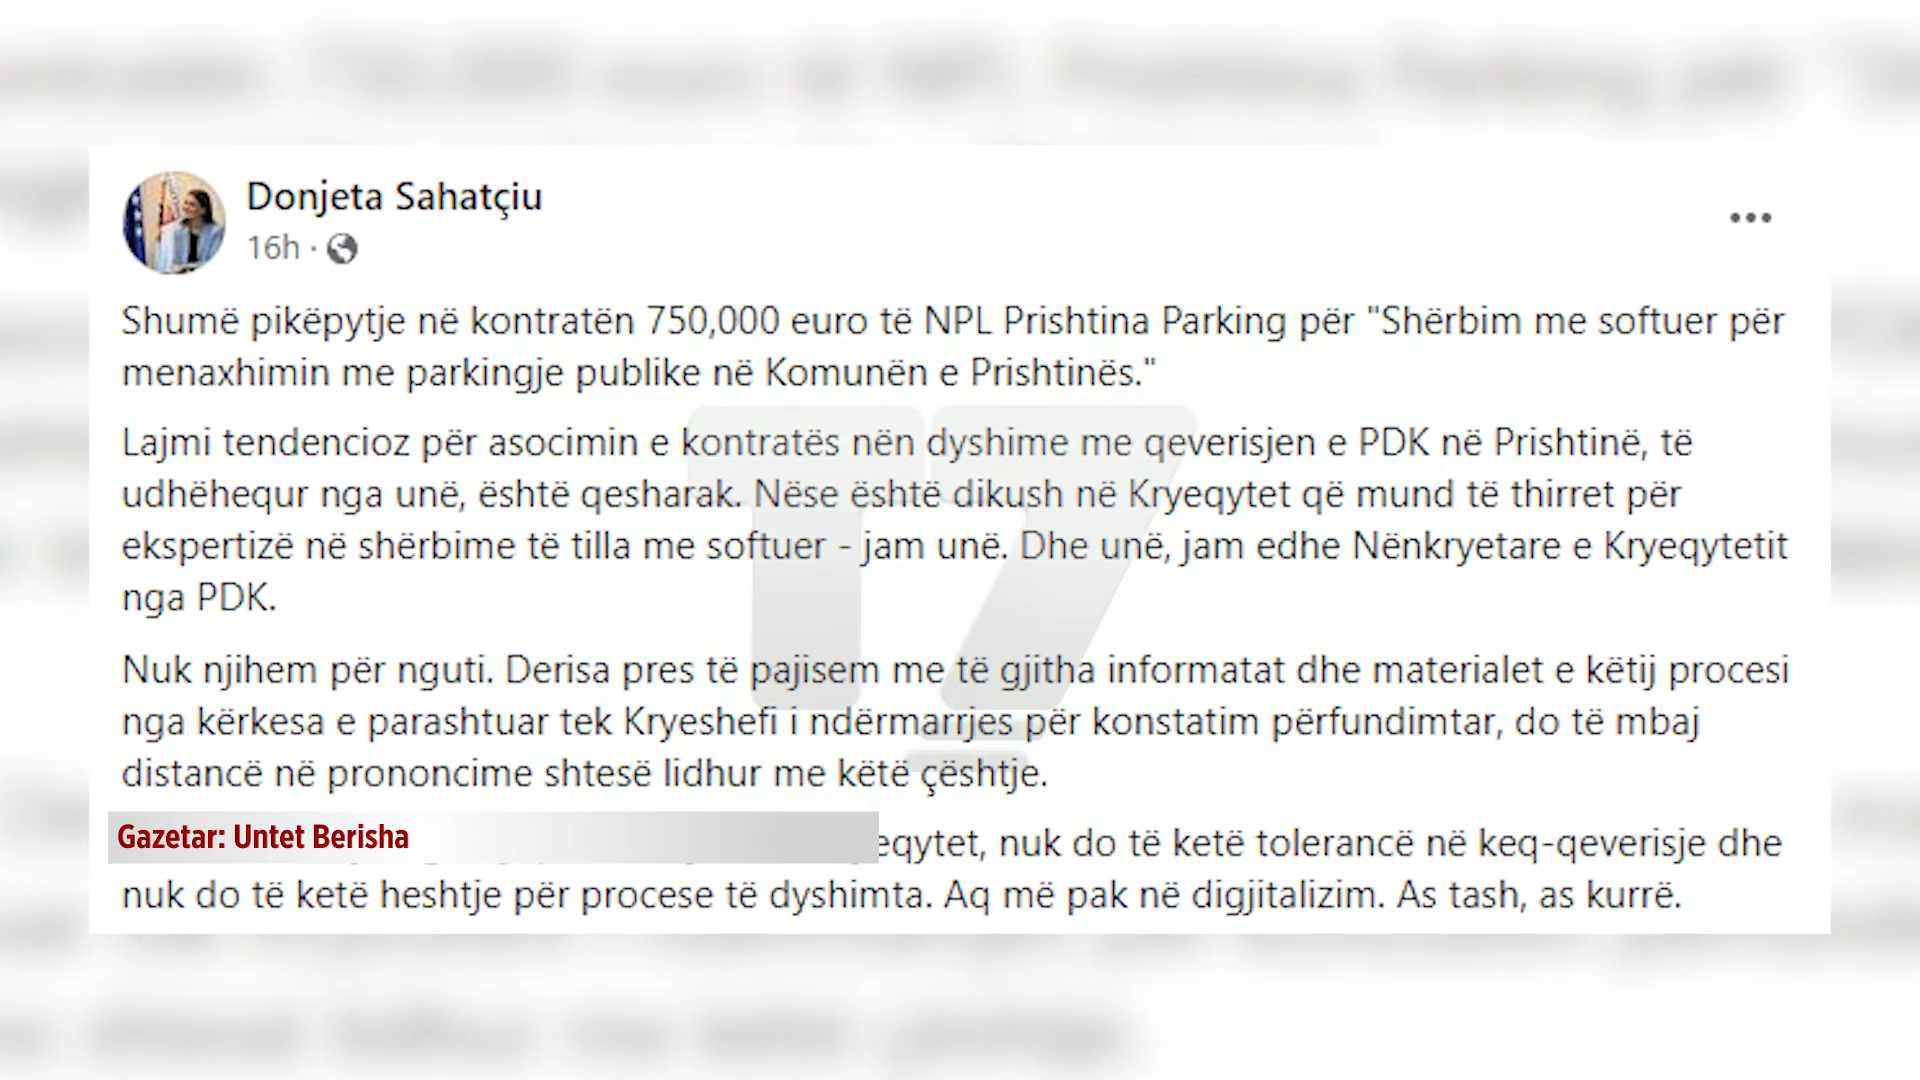 Donjeta Sahatçiu
16h ·
Shumë pikëpytje në kontratën 750,000 euro të NPL Prishtina Parking për "Shërbim me softuer për
menaxhimin me parkingje publike në Komunën e Prishtinës."
Lajmi tendencioz për asocimin e kontratës nën dyshime me qeverisjen e PDK në Prishtinë, të
udhëhequr nga unë, është qesharak. Nëse është dikush në Kryeqytet që mund të thirret për
ekspertizë në shërbime të tilla me softuer - jam unë. Dhe unë, jam edhe Nënkryetare e Kryeqytetit
nga PDK.
Nuk njihem për nguti. Derisa pres të pajisem me të gjitha informatat dhe materialet e këtij procesi
nga kërkesa e parashtuar tek Kryeshefi i ndërmarrjes për konstatim përfundimtar, do të mbaj
distancë në prononcime shtesë lidhur me këtë çështje.
Gazetar: Untet Berisha
eqytet, nuk do të ketë tolerancë në keq-qeverisje dhe
nuk do të ketë heshtje për procese të dyshimta. Aq më pak në digjitalizim. As tash, as kurrë.